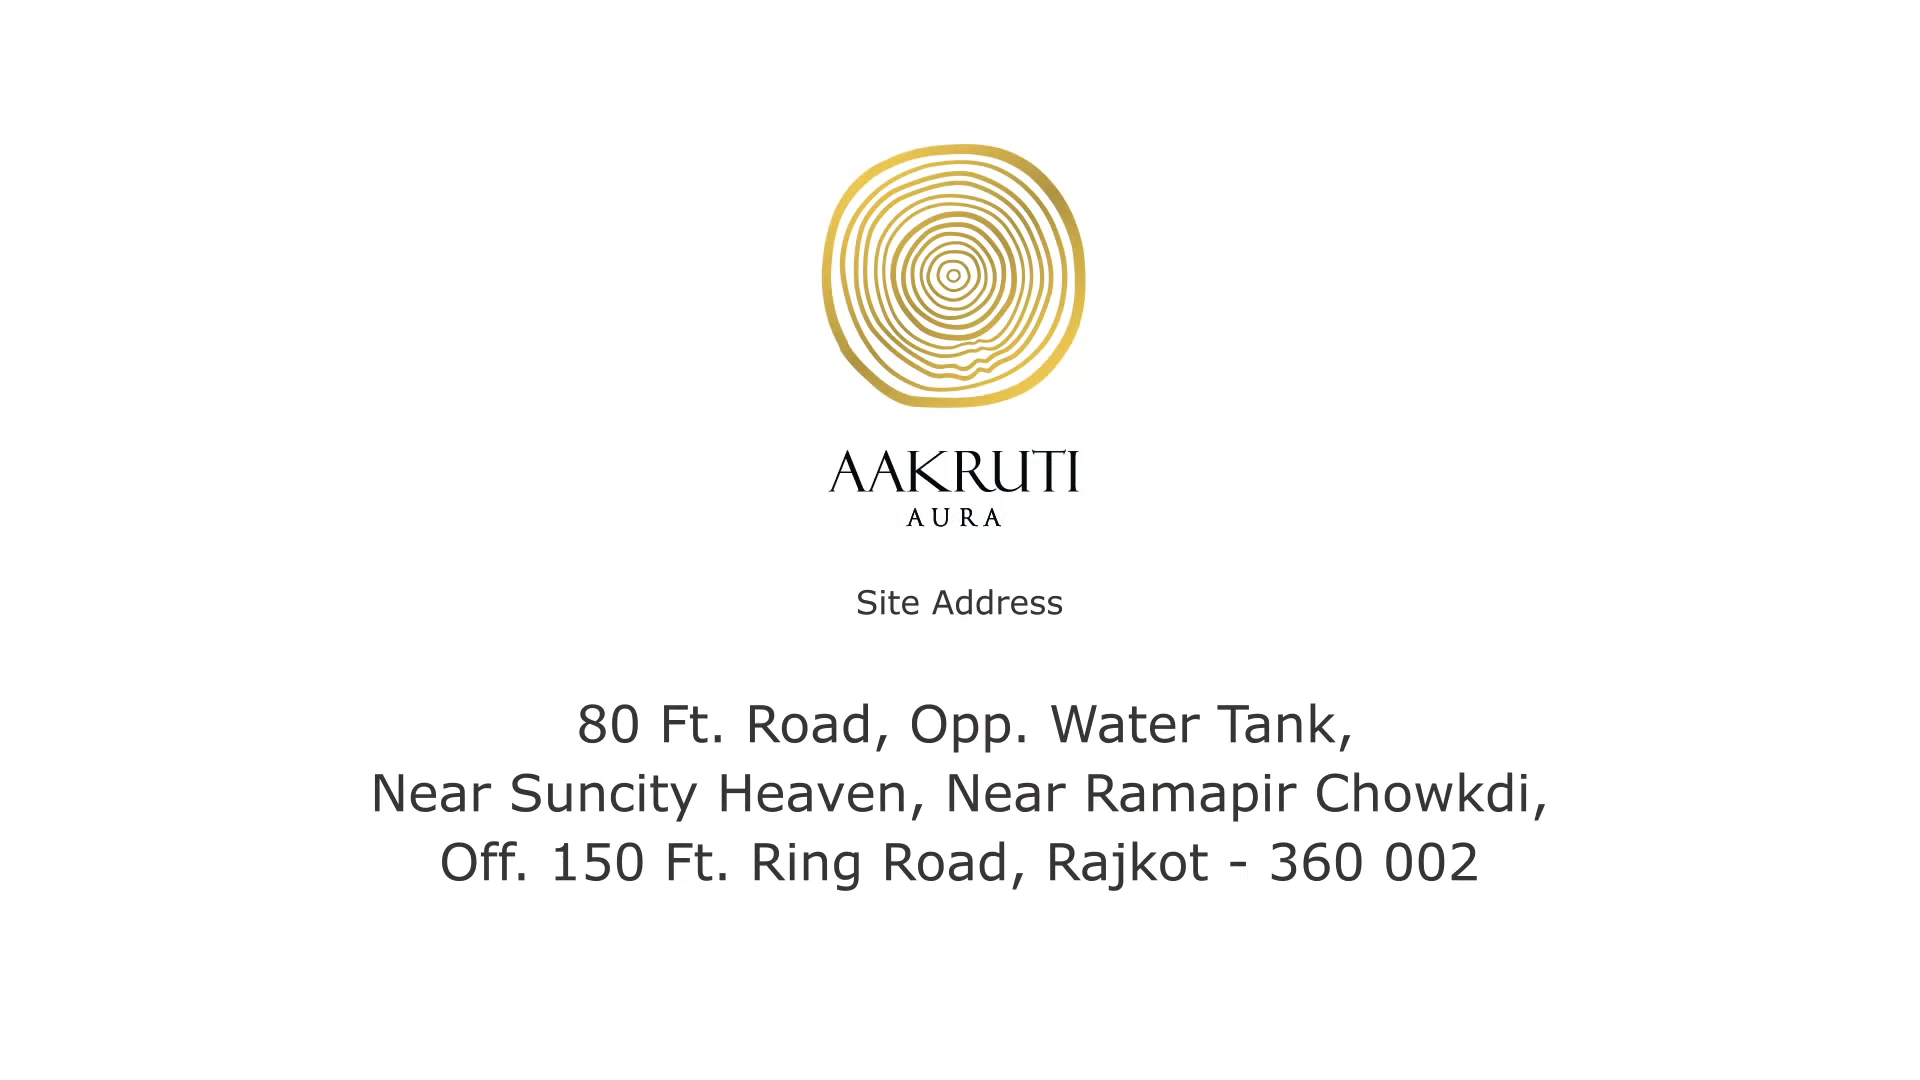 AAKRUTI
AURA
Site Address
80 Ft. Road, Opp. Water Tank,
Near Suncity Heaven, Near Ramapir Chowkdi,
Off. 150 Ft. Ring Road, Rajkot - 360 002